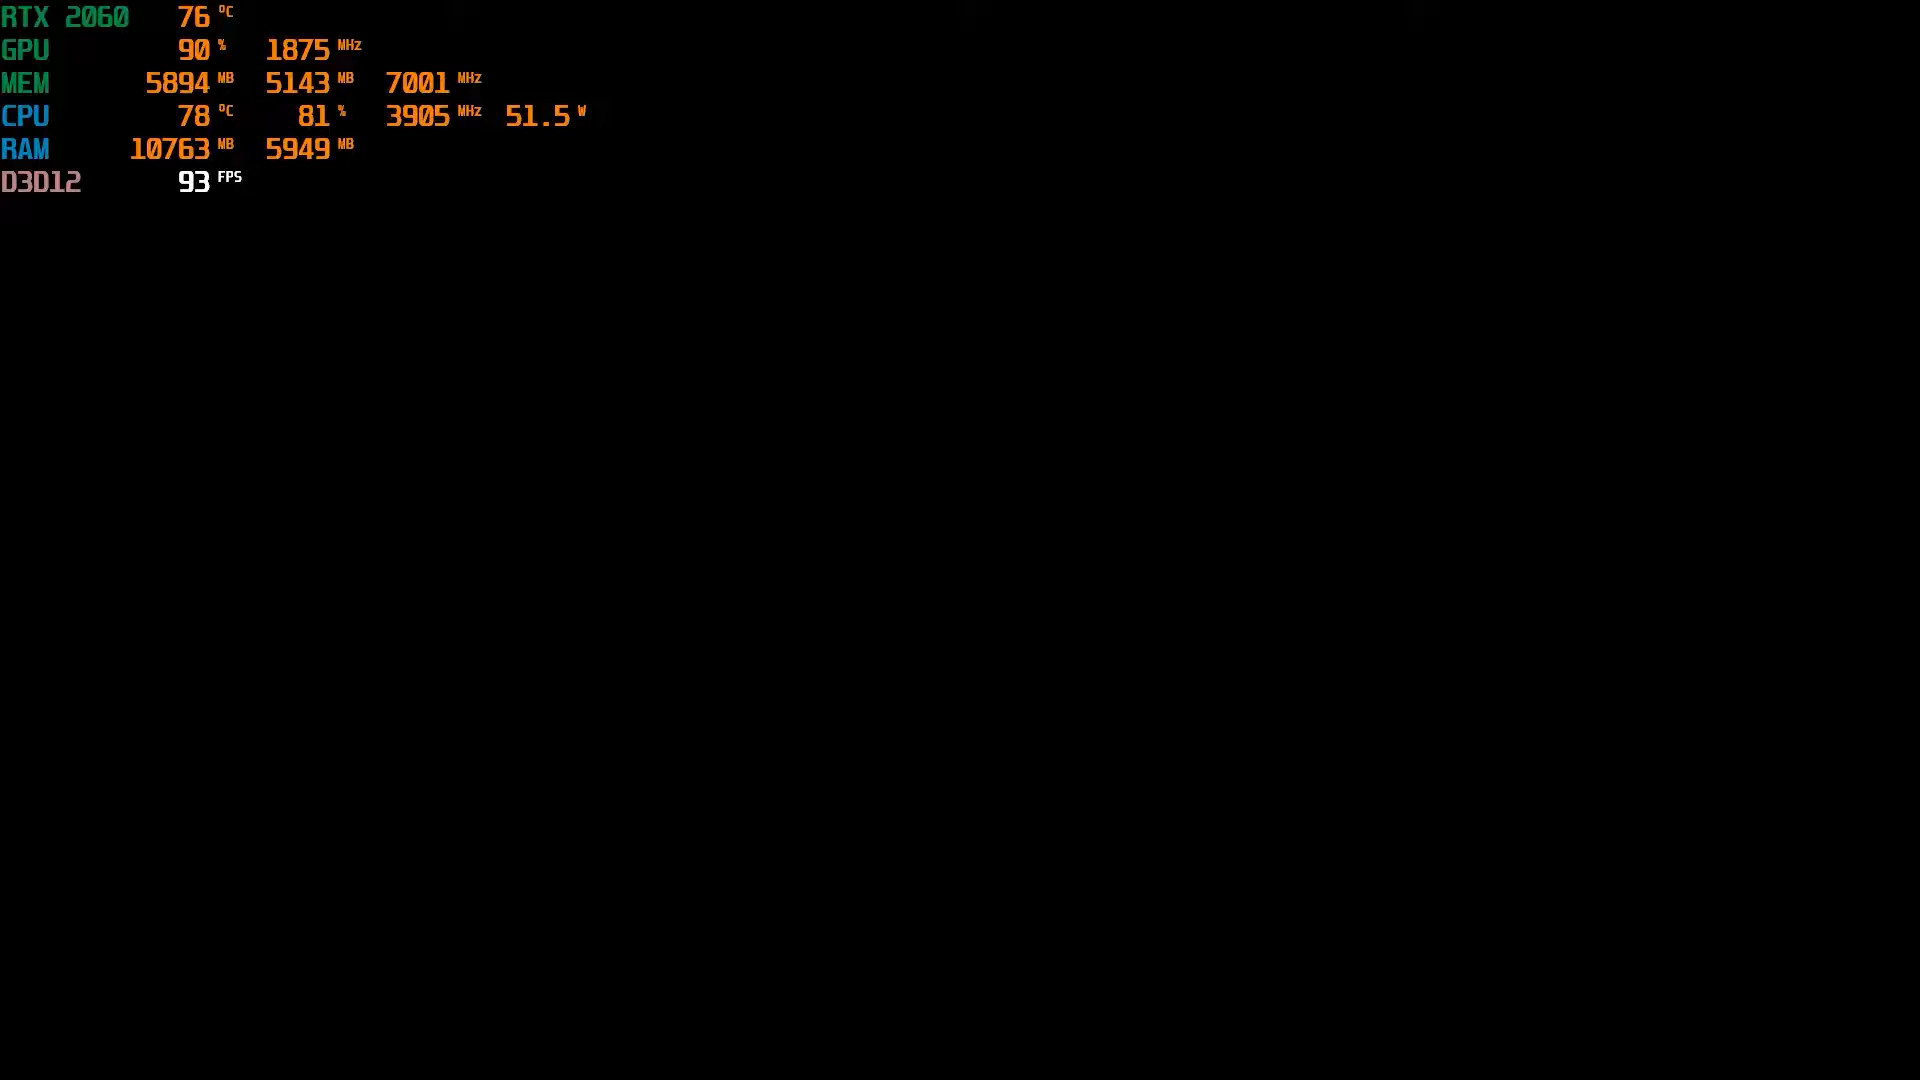 RTX 2060 76 °C
GPU 90 % 1875 MHz
MEM 5894 MB 5143 MB 7001 MHz
CPU 78 °C 81 % 3905 MHz 51.5 W
RAM 10763 MB 5949 MB
D3D12 93 FPS